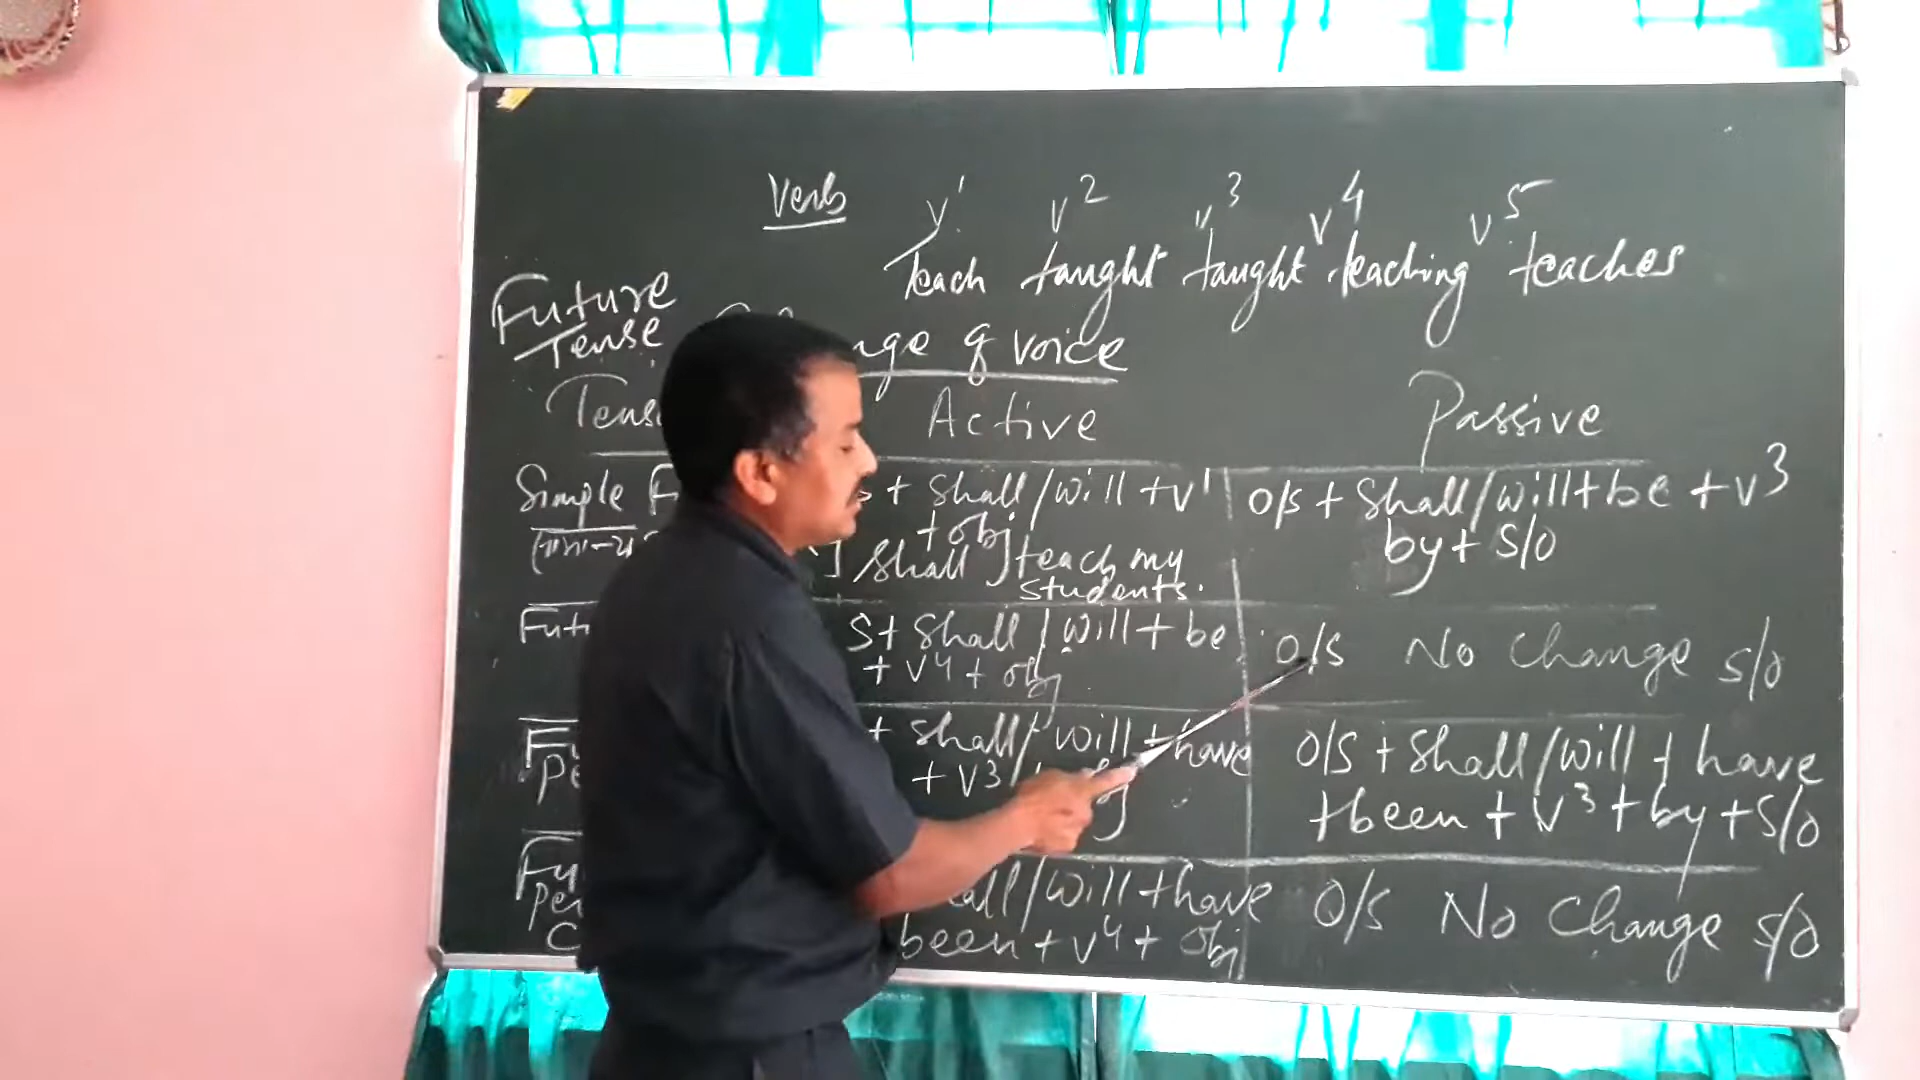 Verb V1 V2 V3 V4 V5
Teach taught taught teaching teaches
Future
Tense
of voice
Active Passive
Simple
+ Shall/will + V1
+ obj
O/S + Shall/will + be + V3
by + S/O
] Shall ] teach my
students.
S + Shall / will + be
+ V4 + obj
O/S No Change S/O
+ Shall/ will + have
+ V3
O/S + Shall/will + have
+ been + V3 + by + S/O
/will + have
been + V4 + obj
O/S No Change S/O